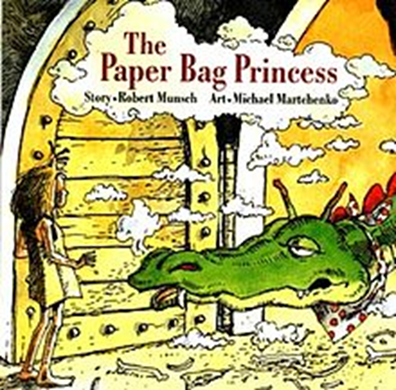 The
Paper Bag Princess
Story • Robert Munsch Art • Michael Martchenko